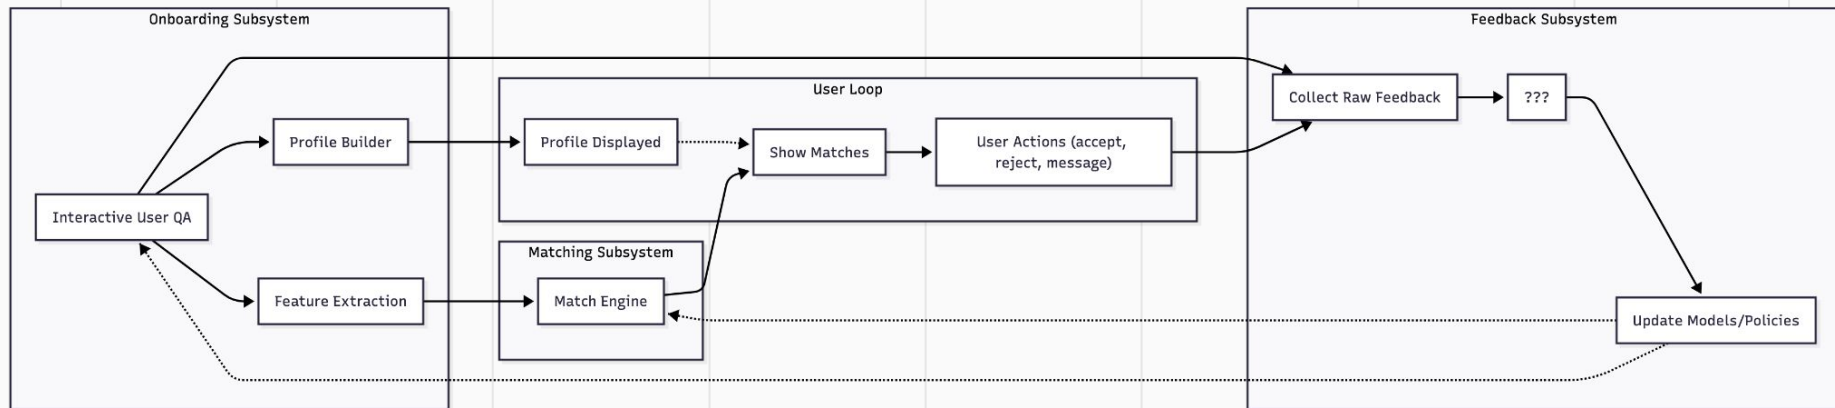 Onboarding Subsystem
Feedback Subsystem
User Loop
Collect Raw Feedback
???
Profile Builder
Profile Displayed
Show Matches
User Actions (accept,
reject, message)
Interactive User QA
Matching Subsystem
Feature Extraction
Match Engine
Update Models/Policies